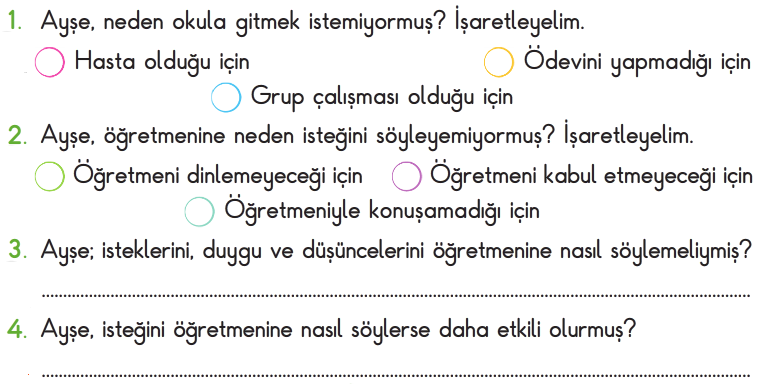 1. Ayşe, neden okula gitmek istemiyormuş? İşaretleyelim.
Hasta olduğu için Ödevini yapmadığı için
Grup çalışması olduğu için
2. Ayşe, öğretmenine neden isteğini söyleyemiyormuş? İşaretleyelim.
Öğretmeni dinlemeyeceği için Öğretmeni kabul etmeyeceği için
Öğretmeniyle konuşamadığı için
3. Ayşe; isteklerini, duygu ve düşüncelerini öğretmenine nasıl söylemeliymiş?
4. Ayşe, isteğini öğretmenine nasıl söylerse daha etkili olurmuş?